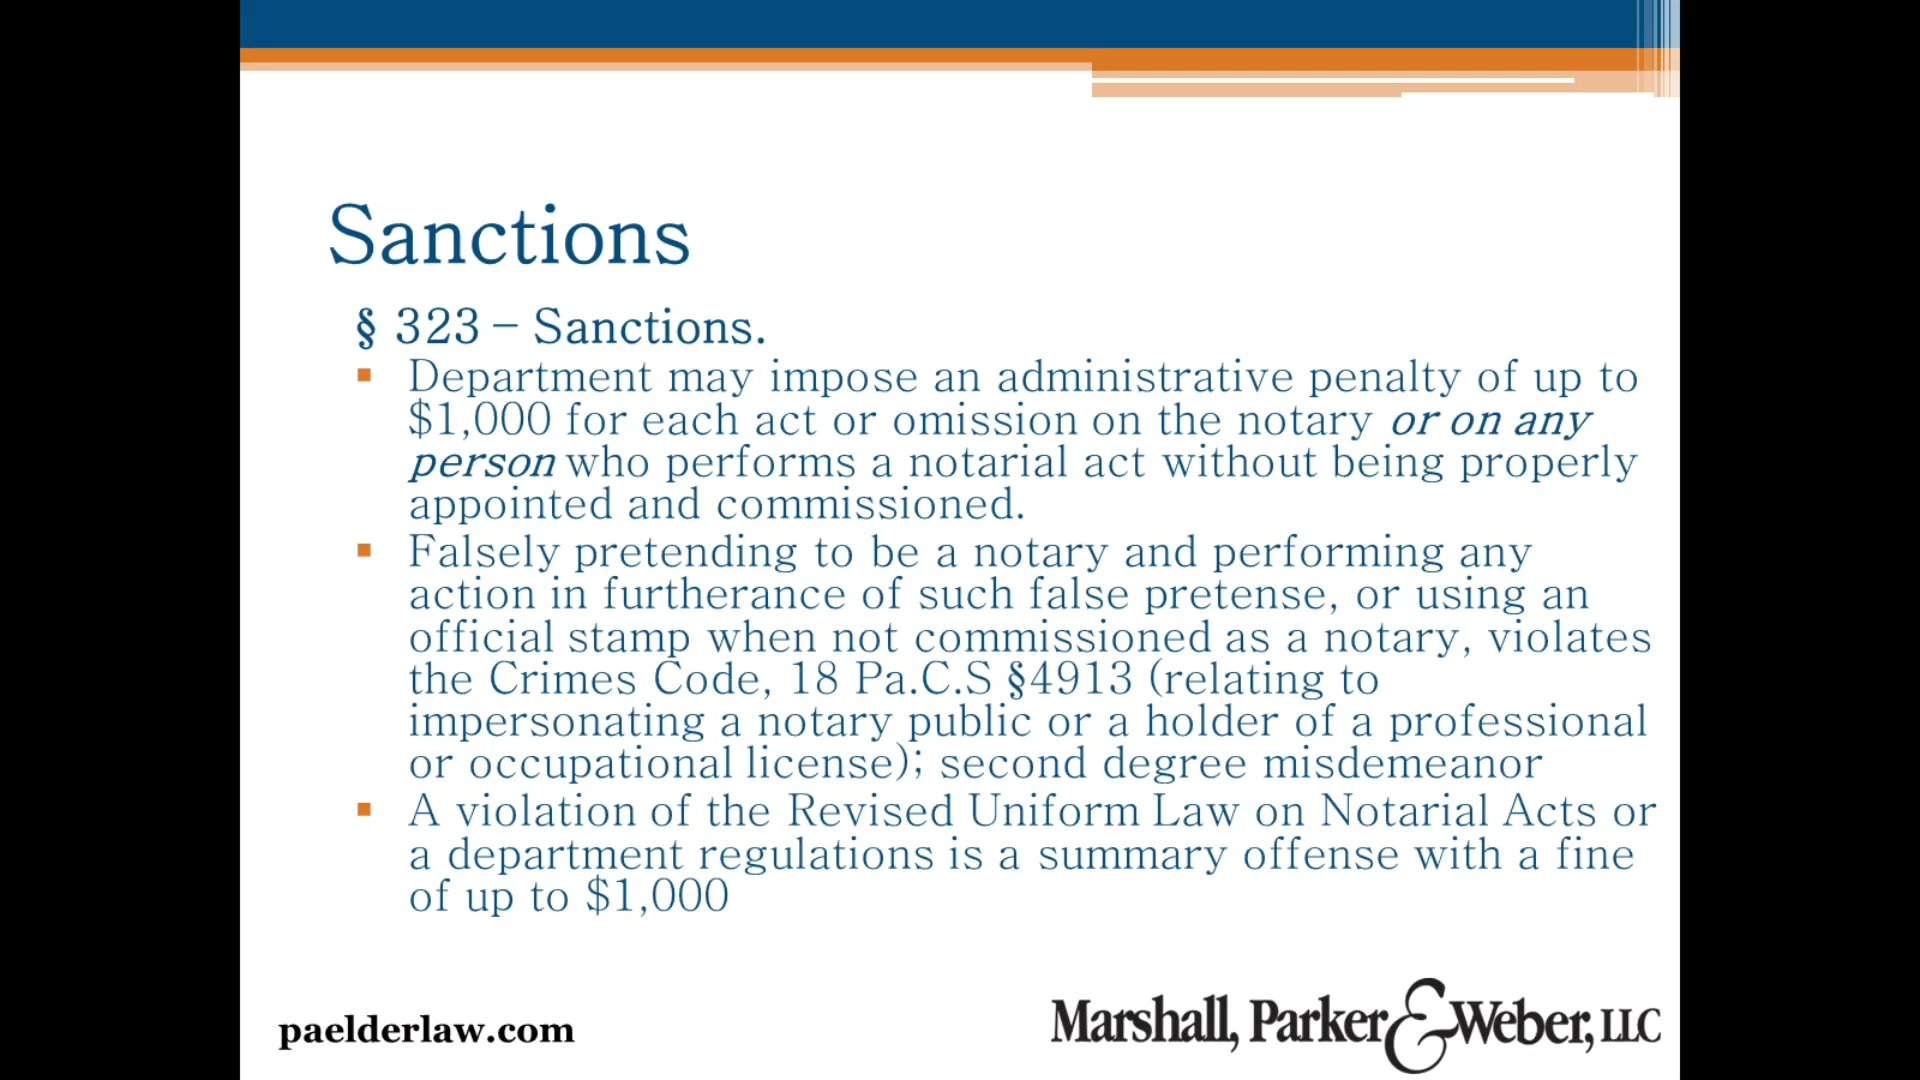 Sanctions
§ 323 – Sanctions.
Department may impose an administrative penalty of up to
$1,000 for each act or omission on the notary or on any
person who performs a notarial act without being properly
appointed and commissioned.
Falsely pretending to be a notary and performing any
action in furtherance of such false pretense, or using an
official stamp when not commissioned as a notary, violates
the Crimes Code, 18 Pa.C.S §4913 (relating to
impersonating a notary public or a holder of a professional
or occupational license); second degree misdemeanor
A violation of the Revised Uniform Law on Notarial Acts or
a department regulations is a summary offense with a fine
of up to $1,000
paelderlaw.com
Marshall, Parker & Weber, LLC